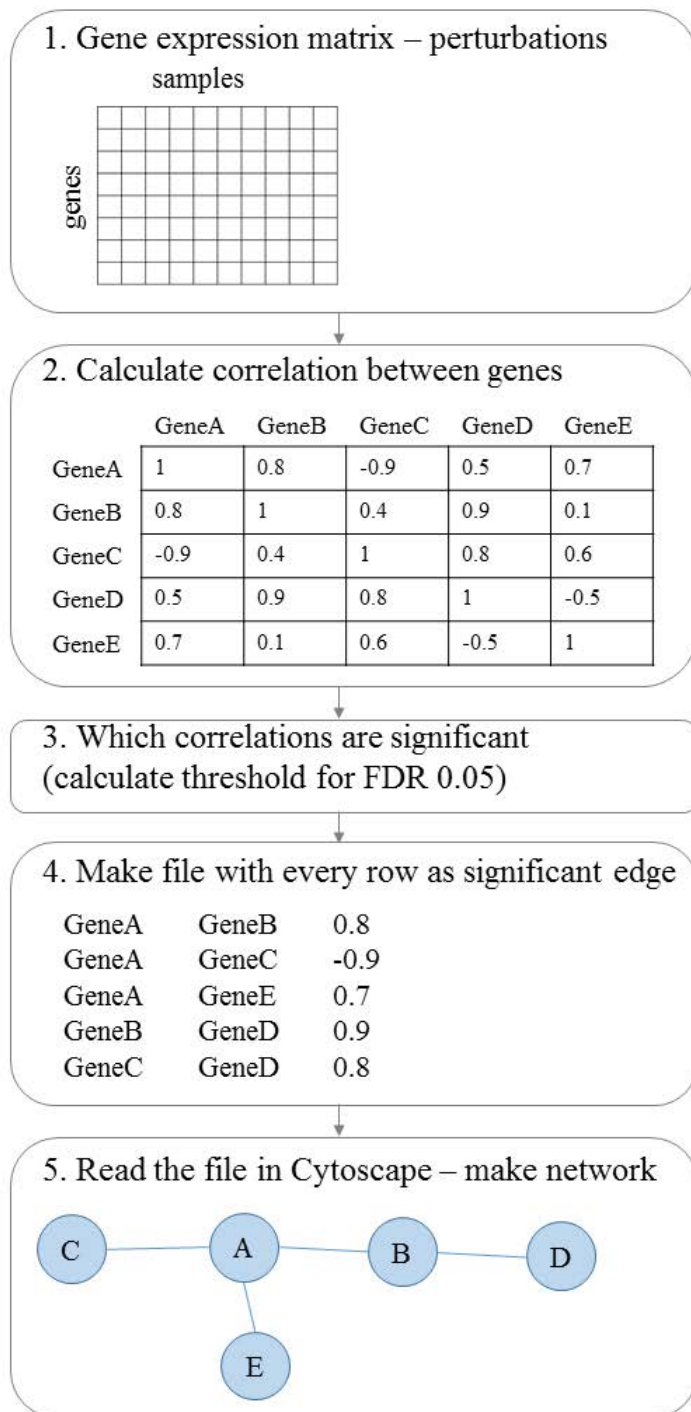 1. Gene expression matrix – perturbations
samples
genes
2. Calculate correlation between genes
GeneA GeneB GeneC GeneD GeneE
GeneA 1 0.8 -0.9 0.5 0.7
GeneB 0.8 1 0.4 0.9 0.1
GeneC -0.9 0.4 1 0.8 0.6
GeneD 0.5 0.9 0.8 1 -0.5
GeneE 0.7 0.1 0.6 -0.5 1
3. Which correlations are significant
(calculate threshold for FDR 0.05)
4. Make file with every row as significant edge
GeneA GeneB 0.8
GeneA GeneC -0.9
GeneA GeneE 0.7
GeneB GeneD 0.9
GeneC GeneD 0.8
5. Read the file in Cytoscape – make network
C A B D
E